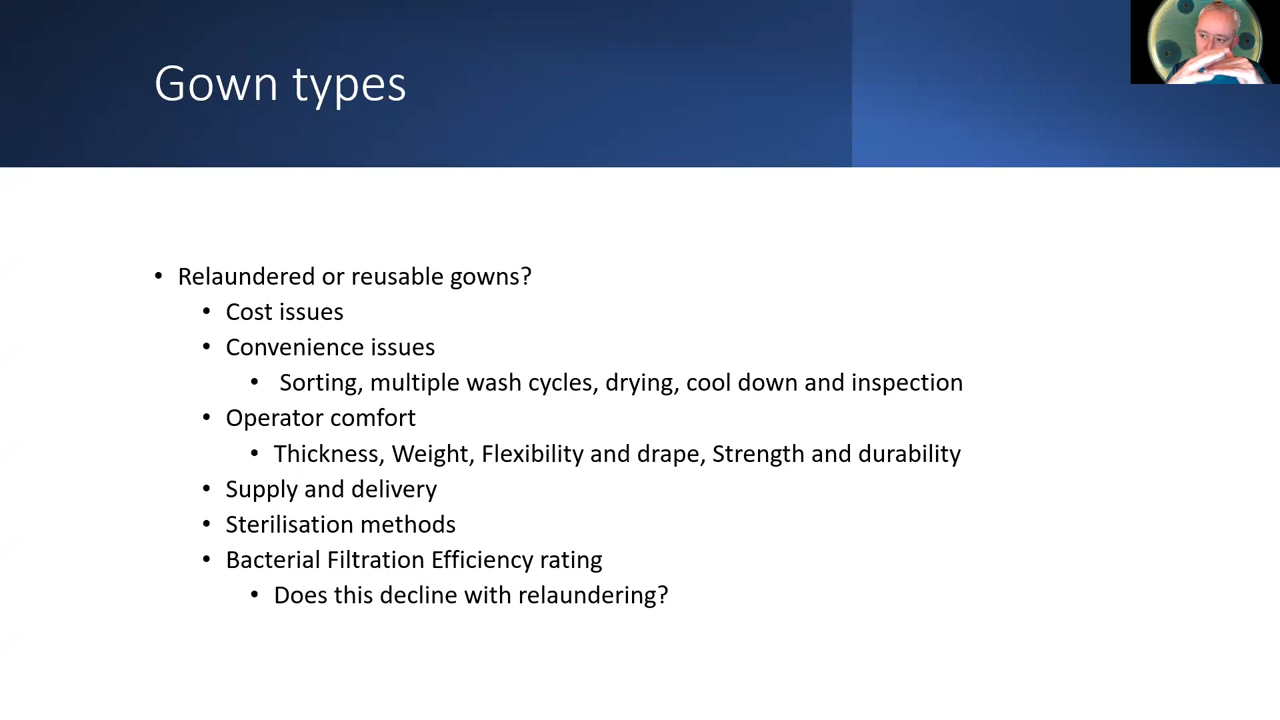 Gown types
Relaundered or reusable gowns?
Cost issues
Convenience issues
Sorting, multiple wash cycles, drying, cool down and inspection
Operator comfort
Thickness, Weight, Flexibility and drape, Strength and durability
Supply and delivery
Sterilisation methods
Bacterial Filtration Efficiency rating
Does this decline with relaundering?